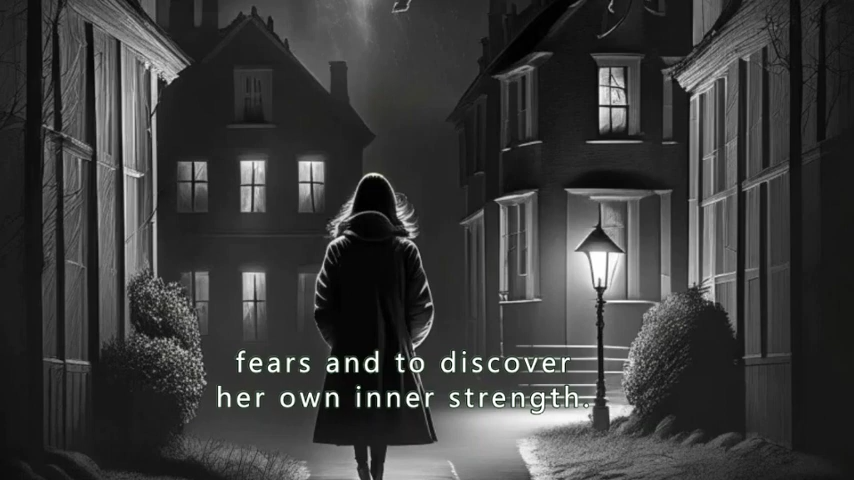 fears and to discover
her own inner strength.